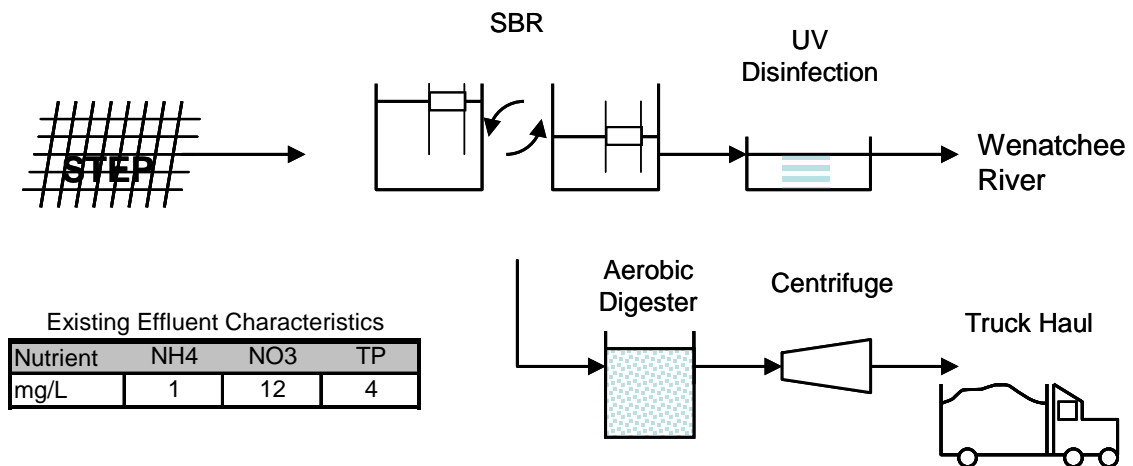 SBR
UV
Disinfection
STEP
Wenatchee
River
Aerobic
Digester
Centrifuge
Truck Haul
Existing Effluent Characteristics
Nutrient NH4 NO3 TP
mg/L 1 12 4